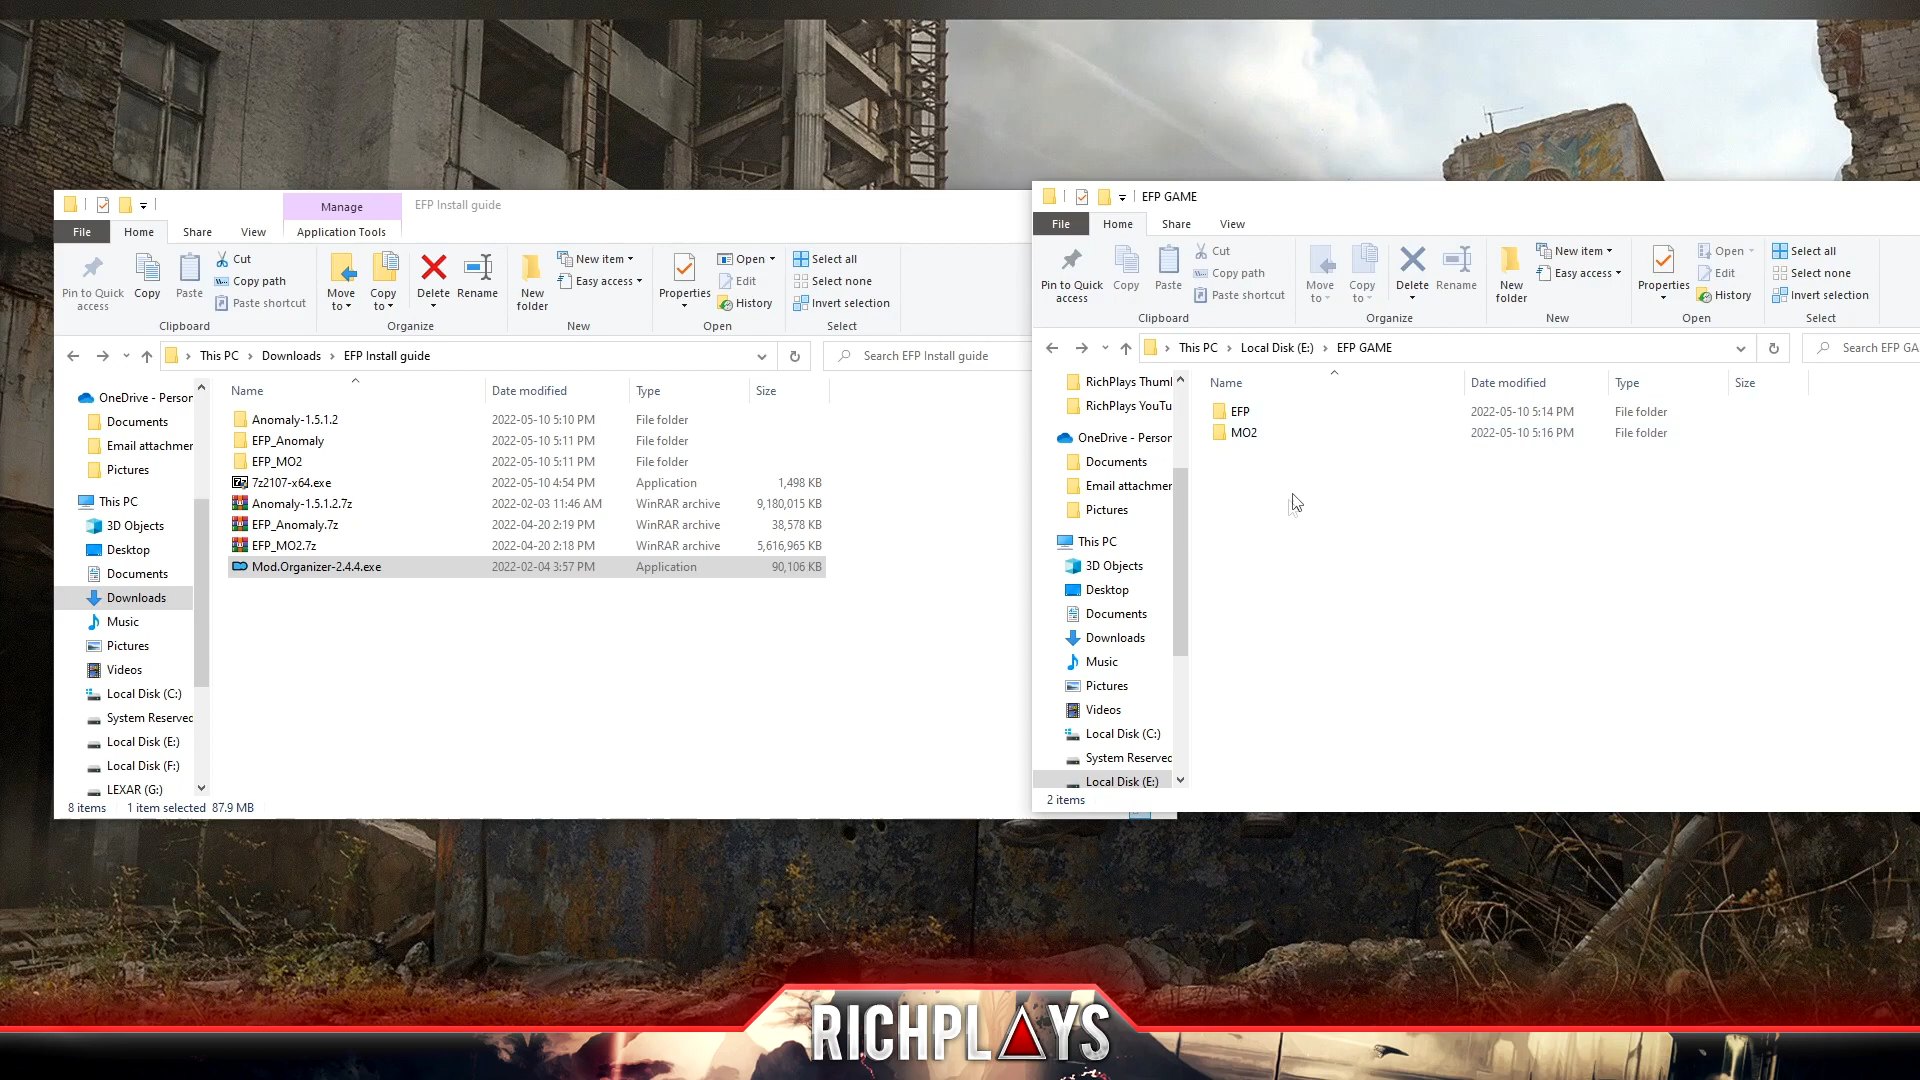 Manage
EFP Install guide
File
Home
Share
View
Application Tools
Pin to Quick access
Copy
Paste
Cut
Copy path
Paste shortcut
Clipboard
Move to
Copy to
Delete
Rename
Organize
New folder
New item
Easy access
New
Properties
Open
Edit
History
Open
Select all
Select none
Invert selection
Select
This PC
Downloads
EFP Install guide
Search EFP Install guide
Name
Date modified
Type
Size
OneDrive - Person
Documents
Email attachmen
Pictures
This PC
3D Objects
Desktop
Documents
Downloads
Music
Pictures
Videos
Local Disk (C:)
System Reserved
Local Disk (E:)
Local Disk (F:)
LEXAR (G:)
Anomaly-1.5.1.2 2022-05-10 5:10 PM File folder
EFP_Anomaly 2022-05-10 5:11 PM File folder
EFP_MO2 2022-05-10 5:11 PM File folder
7z2107-x64.exe 2022-05-10 4:54 PM Application 1,498 KB
Anomaly-1.5.1.2.7z 2022-02-03 11:46 AM WinRAR archive 9,180,015 KB
EFP_Anomaly.7z 2022-04-20 2:19 PM WinRAR archive 38,578 KB
EFP_MO2.7z 2022-04-20 2:18 PM WinRAR archive 5,616,965 KB
Mod.Organizer-2.4.4.exe 2022-02-04 3:57 PM Application 90,106 KB
8 items 1 item selected 87.9 MB
EFP GAME
File
Home
Share
View
Pin to Quick access
Copy
Paste
Cut
Copy path
Paste shortcut
Clipboard
Move to
Copy to
Delete
Rename
Organize
New folder
New item
Easy access
New
Properties
Open
Edit
History
Open
Select all
Select none
Invert selection
Select
This PC
Local Disk (E:)
EFP GAME
Search EFP GA
Name
Date modified
Type
Size
RichPlays Thuml
RichPlays YouTu
OneDrive - Person
Documents
Email attachmen
Pictures
This PC
3D Objects
Desktop
Documents
Downloads
Music
Pictures
Videos
Local Disk (C:)
System Reserved
Local Disk (E:)
EFP 2022-05-10 5:14 PM File folder
MO2 2022-05-10 5:16 PM File folder
2 items
RICHPLAYS